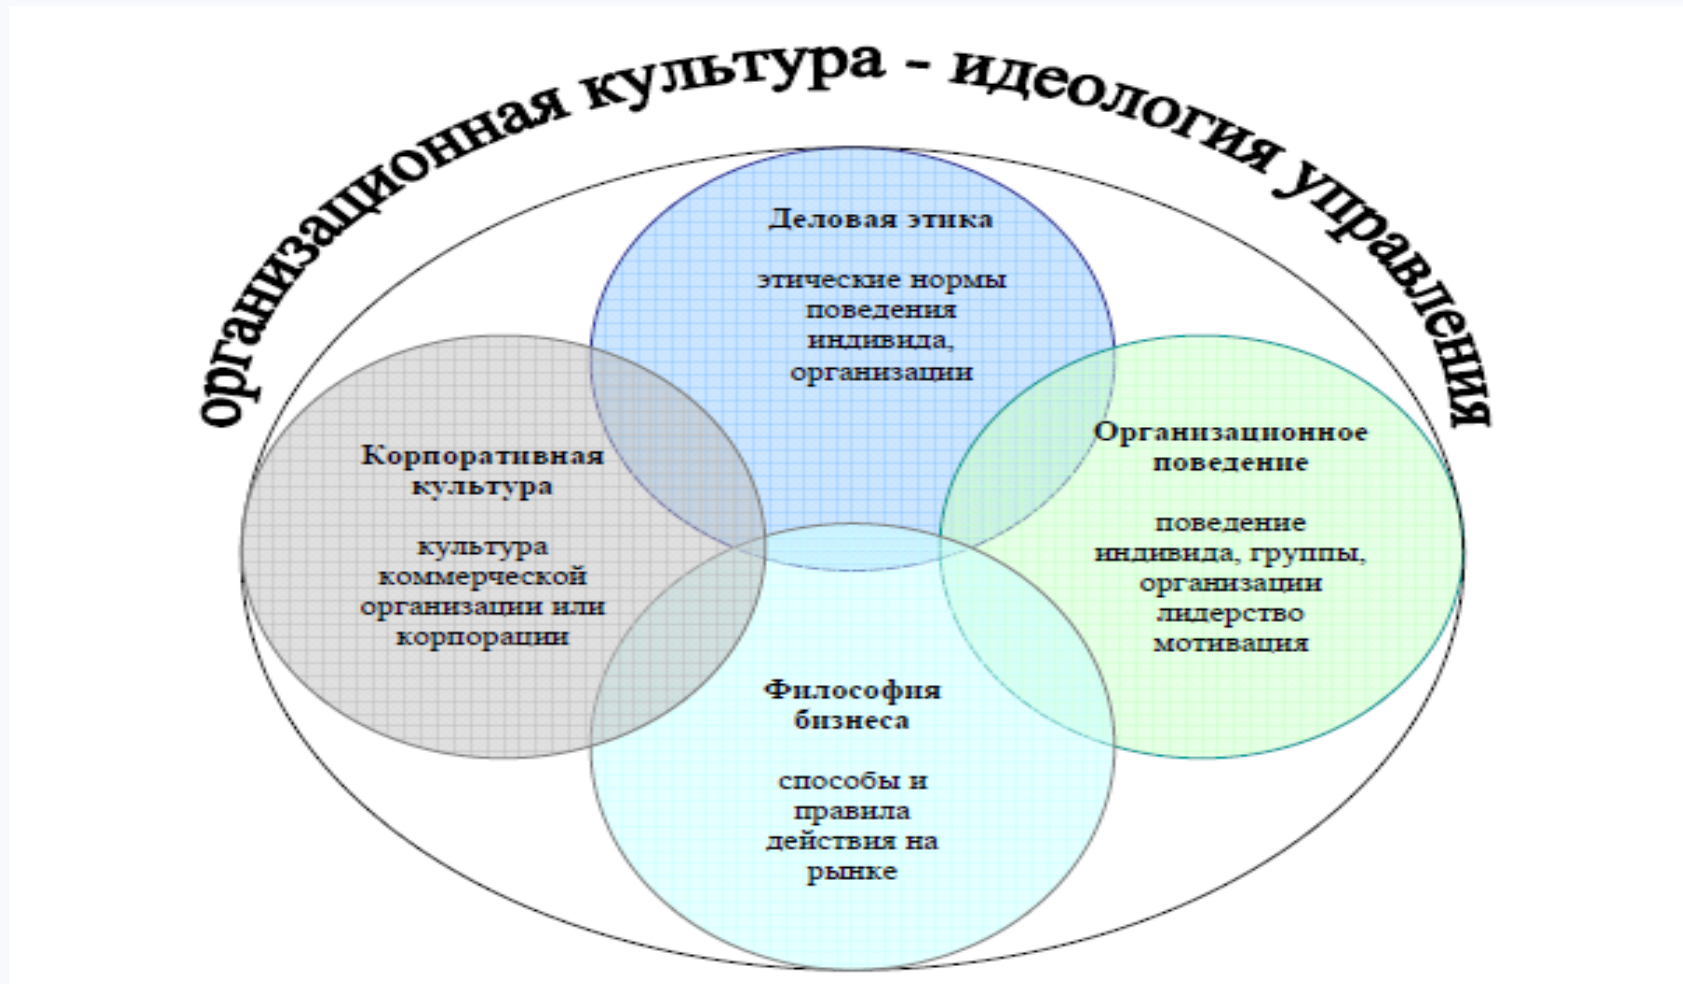 организационная культура - идеология управления
Деловая этика
этические нормы
поведения
индивида,
организации
Корпоративная
культура
культура
коммерческой
организации или
корпорации
Организационное
поведение
поведение
индивида, группы,
организации
лидерство
мотивация
Философия
бизнеса
способы и
правила
действия на
рынке